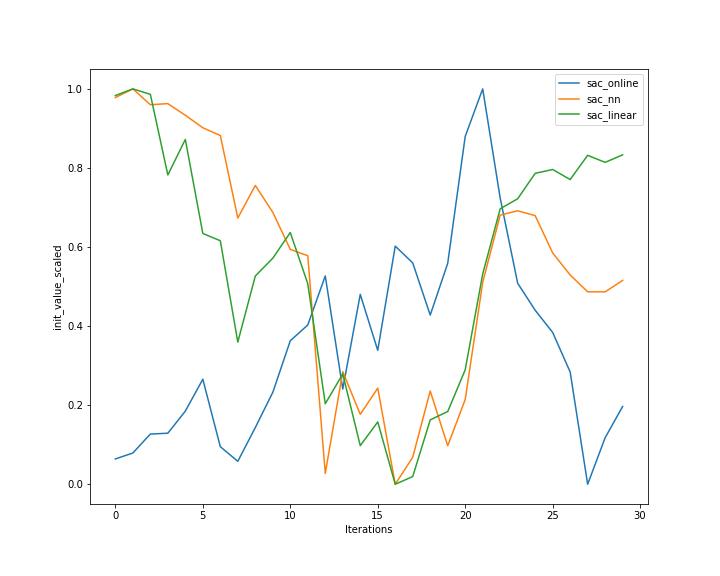 sac_online
sac_nn
sac_linear
init_value_scaled
1.0
0.8
0.6
0.4
0.2
0.0
0 5 10 15 20 25 30
Iterations